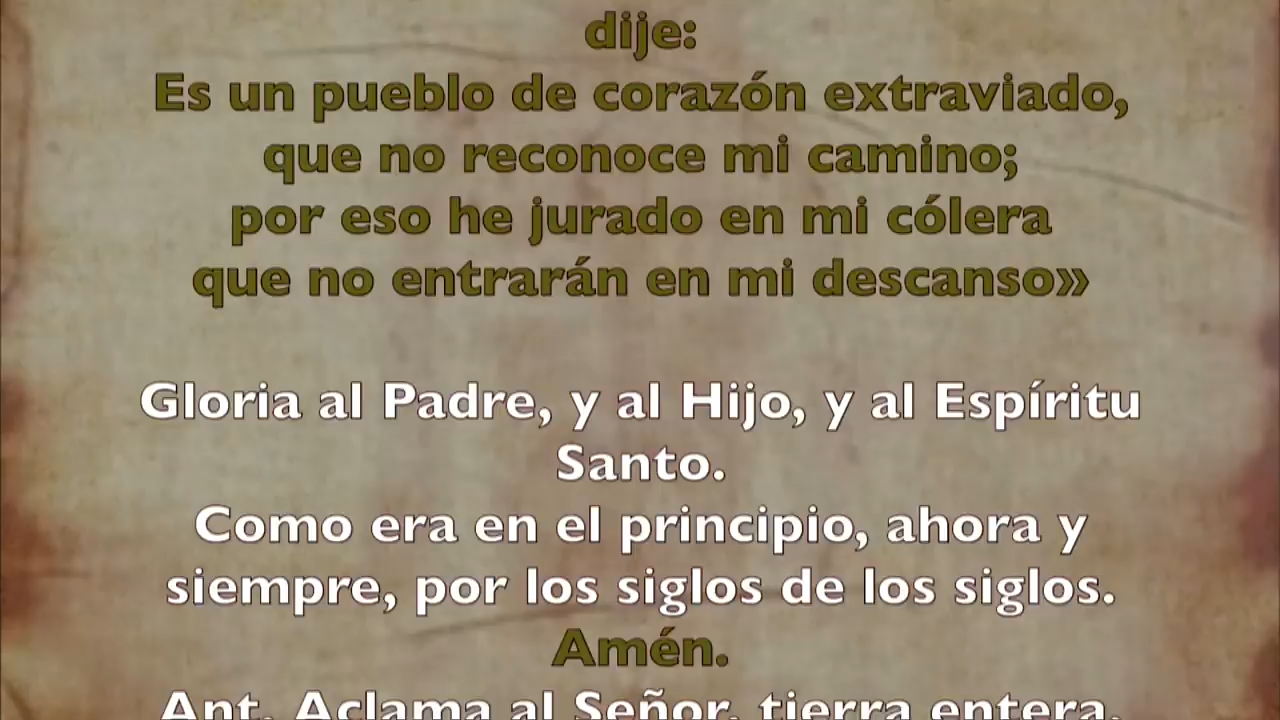 dije:
Es un pueblo de corazón extraviado,
que no reconoce mi camino;
por eso he jurado en mi cólera
que no entrarán en mi descanso»
Gloria al Padre, y al Hijo, y al Espíritu
Santo.
Como era en el principio, ahora y
siempre, por los siglos de los siglos.
Amén.
Ant. Aclama al Señor, tierra entera.